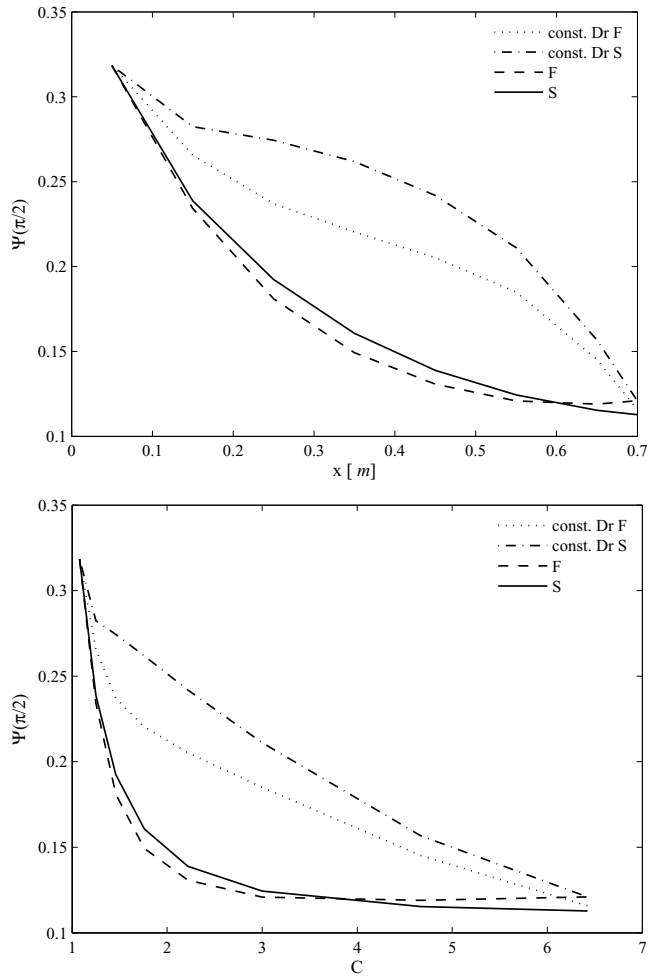 0.35
0.3
0.25
0.2
0.15
0.1
Ψ(π/2)
const. Dr F
const. Dr S
F
S
0 0.1 0.2 0.3 0.4 0.5 0.6 0.7
x [ m]
0.35
0.3
0.25
0.2
0.15
0.1
Ψ(π/2)
const. Dr F
const. Dr S
F
S
1 2 3 4 5 6 7
C